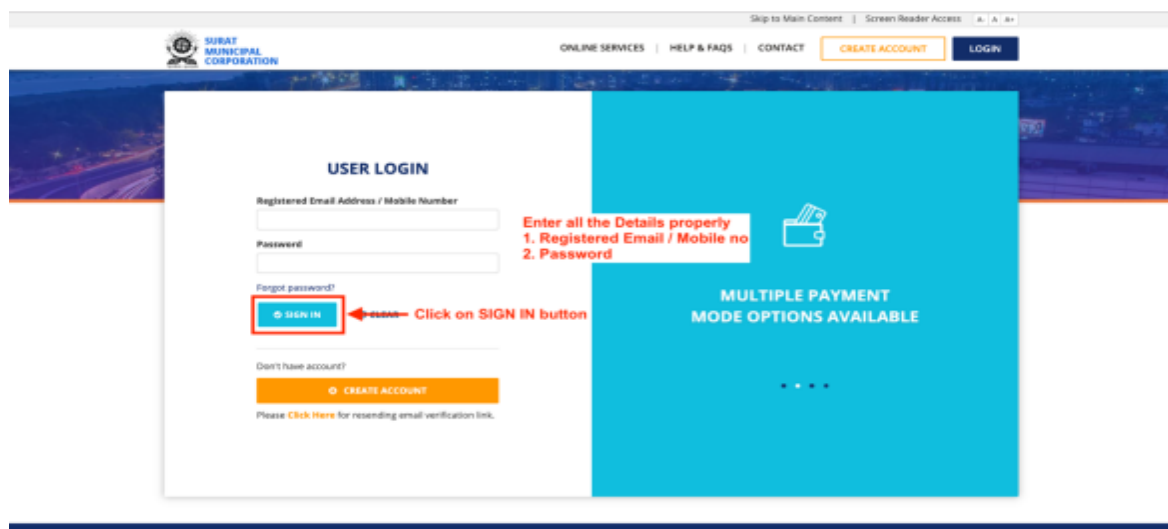 Skip to Main Content | Screen Reader Access A- A A+
SURAT
MUNICIPAL
CORPORATION
ONLINE SERVICES | HELP & FAQS | CONTACT CREATE ACCOUNT LOGIN
USER LOGIN
Registered Email Address / Mobile Number
Password
Forgot password?
SIGN IN
CLEAR
Click on SIGN IN button
Don't have account?
CREATE ACCOUNT
Please Click Here for resending email verification link.
Enter all the Details properly
1. Registered Email / Mobile no
2. Password
MULTIPLE PAYMENT
MODE OPTIONS AVAILABLE